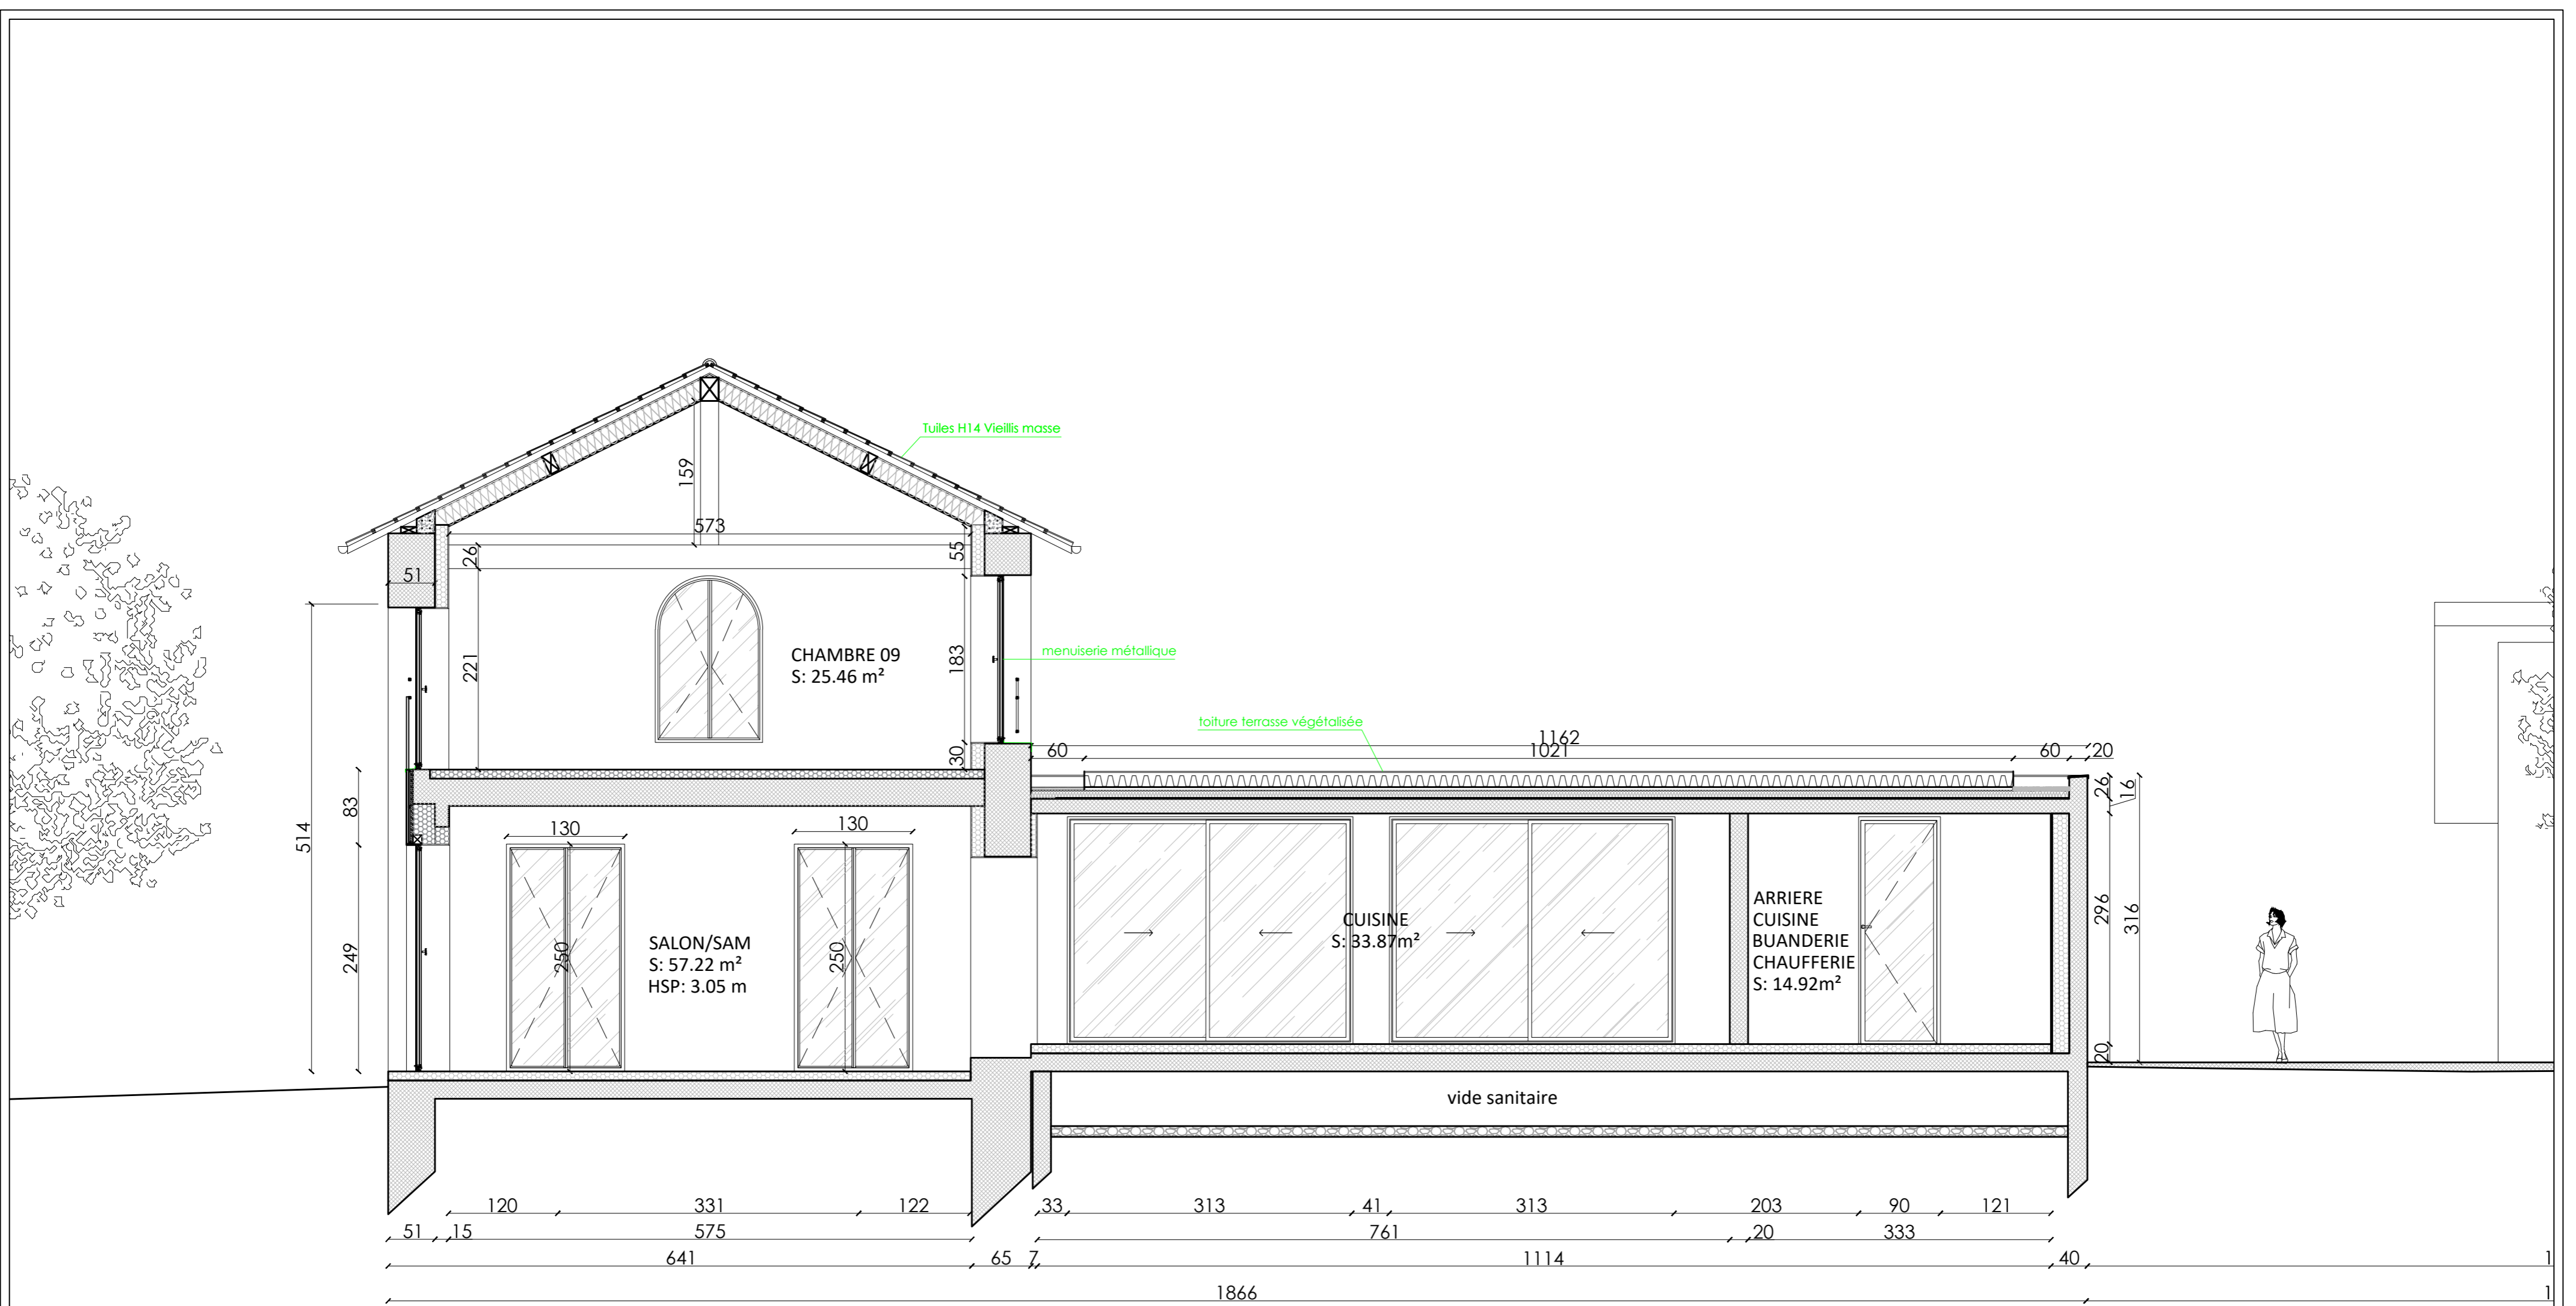 Tuiles H14 Vieillis masse
159
573
26
55
51
CHAMBRE 09
S: 25.46 m²
221
183
menuiserie métallique
toiture terrasse végétalisée
1162
60
1021
60
20
30
26
16
83
514
130
130
249
250
250
SALON/SAM
S: 57.22 m²
HSP: 3.05 m
CUISINE
S: 33.87m²
ARRIERE
CUISINE
BUANDERIE
CHAUFFERIE
S: 14.92m²
296
316
20
vide sanitaire
120 331 122 33 313 41 313 203 90 121
51 15 575 761 20 333
641 65 7 1114 40 1
1866 1